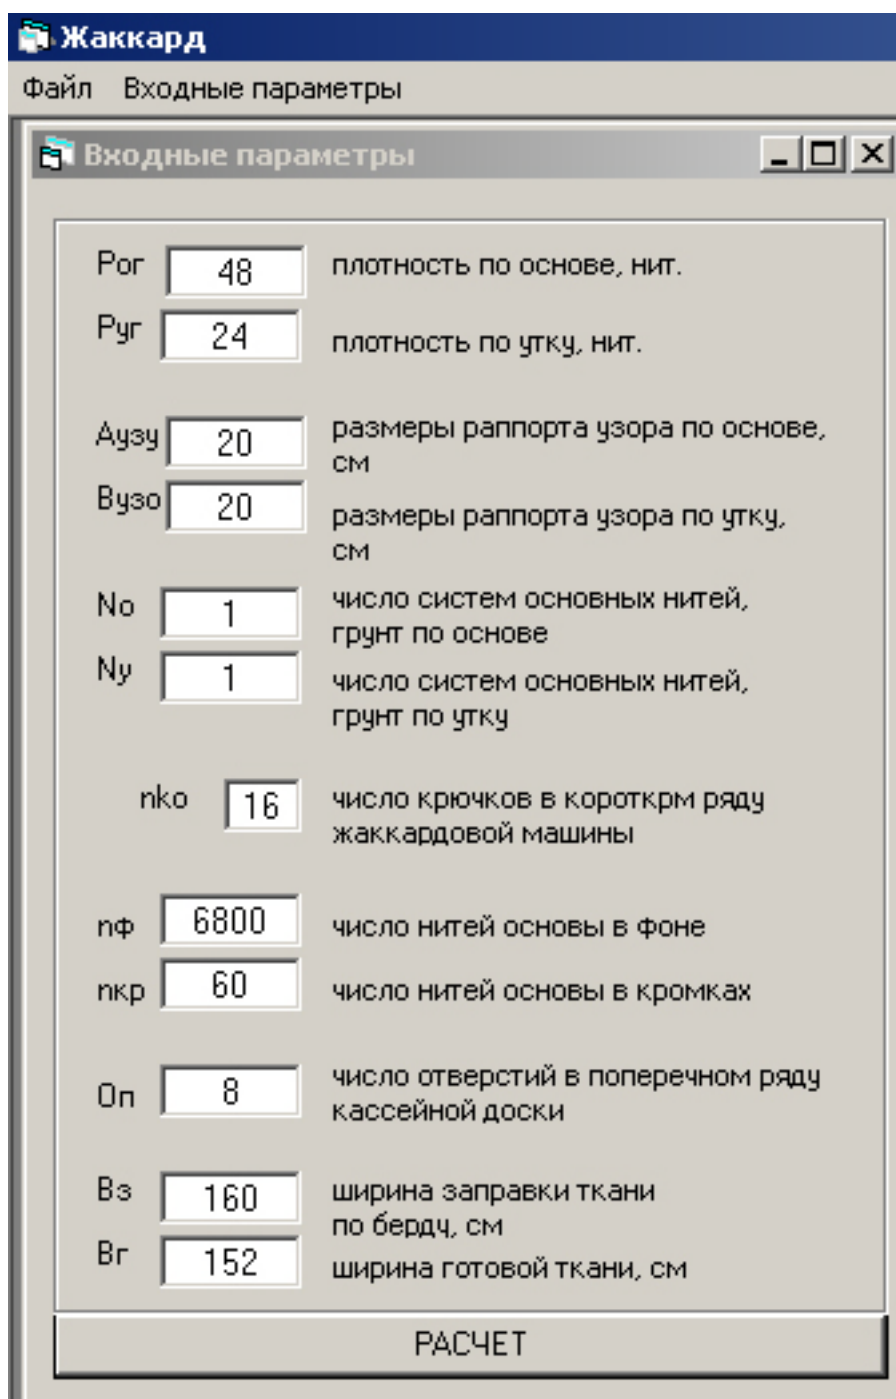 Жаккард
Файл Входные параметры
Входные параметры
Рог 48 плотность по основе, нит.
Руг 24 плотность по утку, нит.
Аузу 20 размеры раппорта узора по основе,
см
Вузо 20 размеры раппорта узора по утку,
см
No 1 число систем основных нитей,
грунт по основе
Ny 1 число систем основных нитей,
грунт по утку
nko 16 число крючков в короткрм ряду
жаккардовой машины
nф 6800 число нитей основы в фоне
nкр 60 число нитей основы в кромках
Оп 8 число отверстий в поперечном ряду
кассейной доски
Вз 160 ширина заправки ткани
по берду, см
Вг 152 ширина готовой ткани, см
РАСЧЕТ